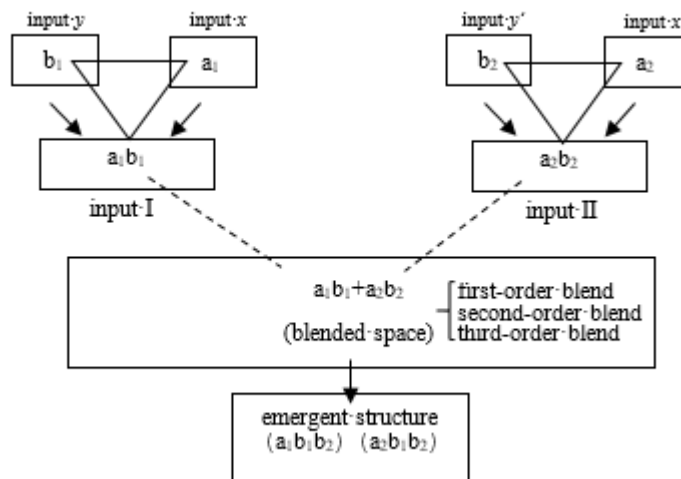 input·y input·x input·y′ input·x
b₁ a₁ b₂ a₂
a₁b₁ a₂b₂
input·I input·II
a₁b₁+a₂b₂
(blended·space)
first-order·blend
second-order·blend
third-order·blend
emergent·structure
(a₁b₁b₂) (a₂b₁b₂)